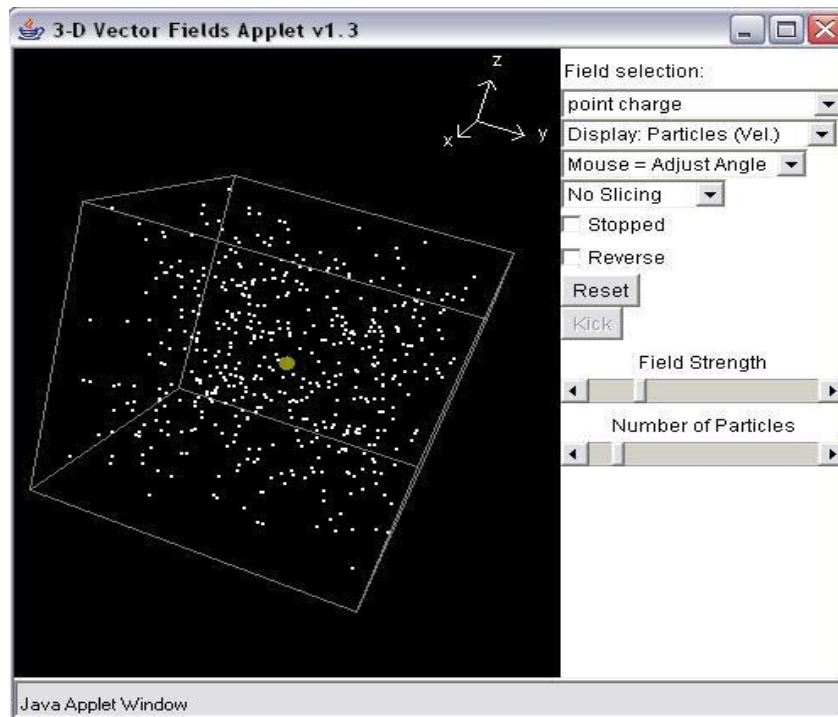 3-D Vector Fields Applet v1.3
z
x
y
Field selection:
point charge
Display: Particles (Vel.)
Mouse = Adjust Angle
No Slicing
Stopped
Reverse
Reset
Kick
Field Strength
Number of Particles
Java Applet Window